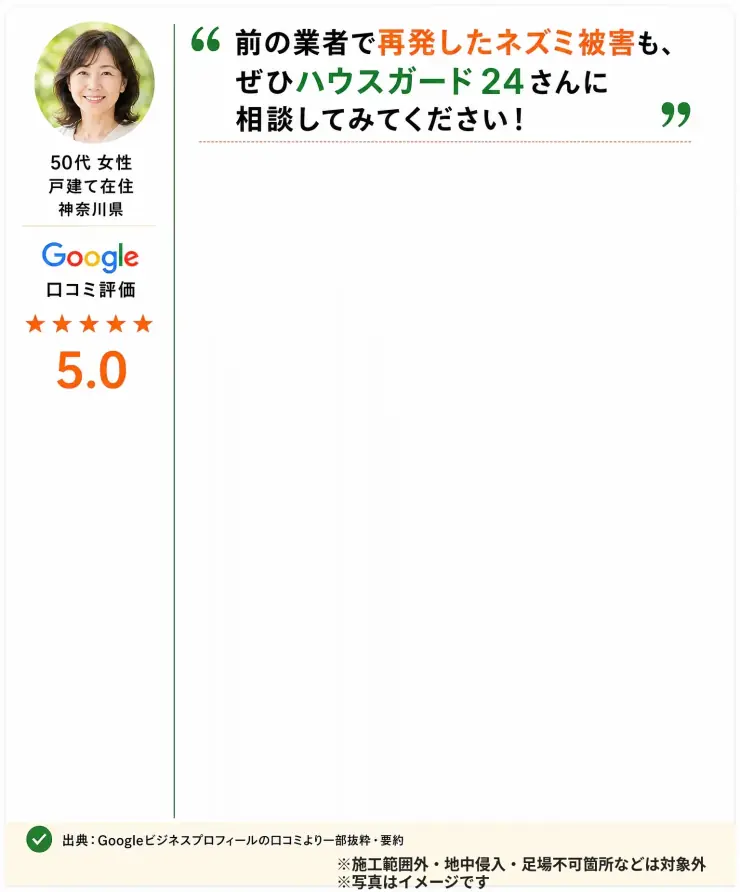 “前の業者で再発したネズミ被害も、
ぜひハウスガード24さんに
相談してみてください！”
50代 女性
戸建て在住
神奈川県
Google
口コミ評価
★★★★★
5.0
出典：Googleビジネスプロフィールの口コミより一部抜粋・要約
※施工範囲外・地中侵入・足場不可箇所などは対象外
※写真はイメージです